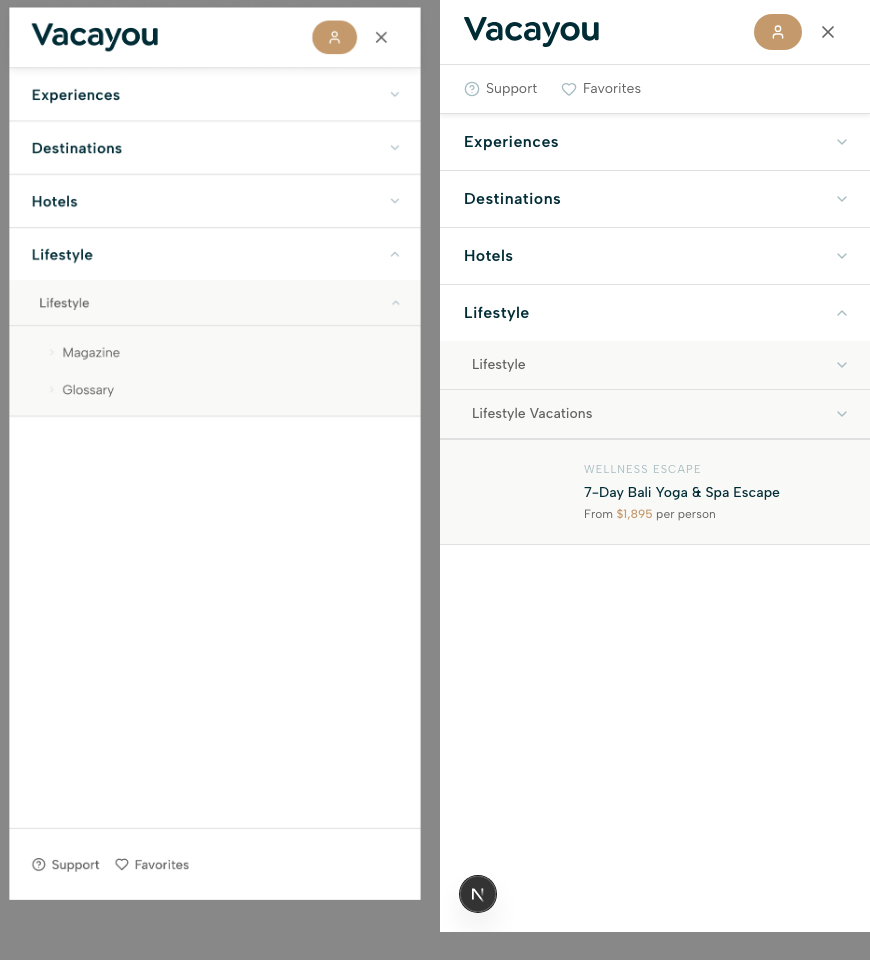 Vacayou
Experiences
Destinations
Hotels
Lifestyle
Lifestyle
Magazine
Glossary
Support Favorites
Vacayou
Support Favorites
Experiences
Destinations
Hotels
Lifestyle
Lifestyle
Lifestyle Vacations
WELLNESS ESCAPE
7-Day Bali Yoga & Spa Escape
From $1,895 per person
N